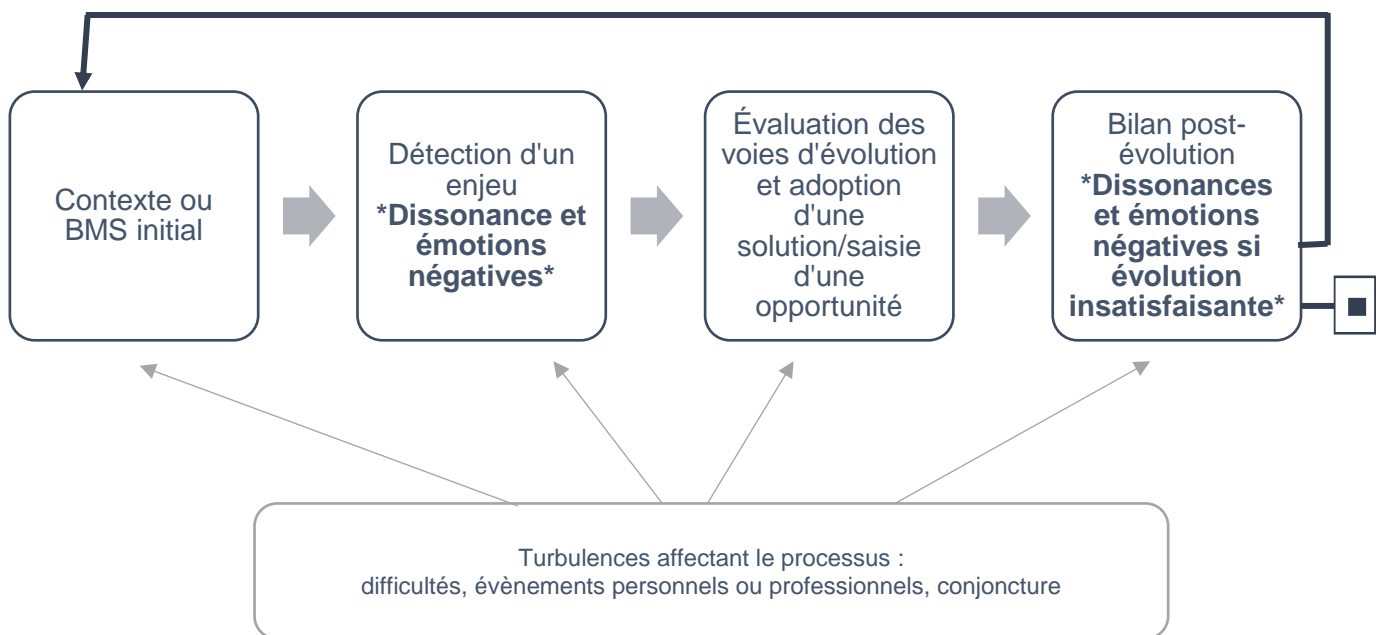 Contexte ou
BMS initial
Détection d'un
enjeu
*Dissonance et
émotions
négatives*
Évaluation des
voies d'évolution
et adoption
d'une
solution/saisie
d'une
opportunité
Bilan post-
évolution
*Dissonances
et émotions
négatives si
évolution
insatisfaisante*
Turbulences affectant le processus :
difficultés, évènements personnels ou professionnels, conjoncture